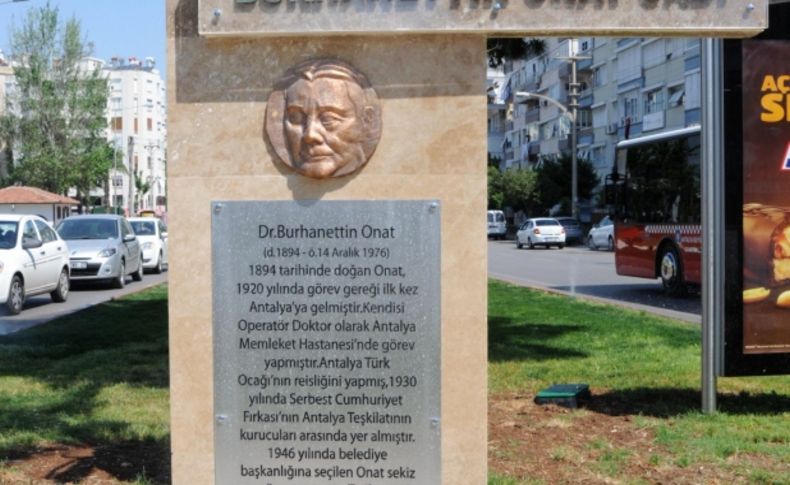 Dr.Burhanettin Onat
(d.1894 - ö.14 Aralık 1976)
1894 tarihinde doğan Onat,
1920 yılında görev gereği ilk kez
Antalya'ya gelmiştir.Kendisi
Operatör Doktor olarak Antalya
Memleket Hastanesi'nde görev
yapmıştır.Antalya Türk
Ocağı'nın reisliğini yapmış,1930
yılında Serbest Cumhuriyet
Fırkası'nın Antalya Teşkilatının
kurucuları arasında yer almıştır.
1946 yılında belediye
başkanlığına seçilen Onat sekiz